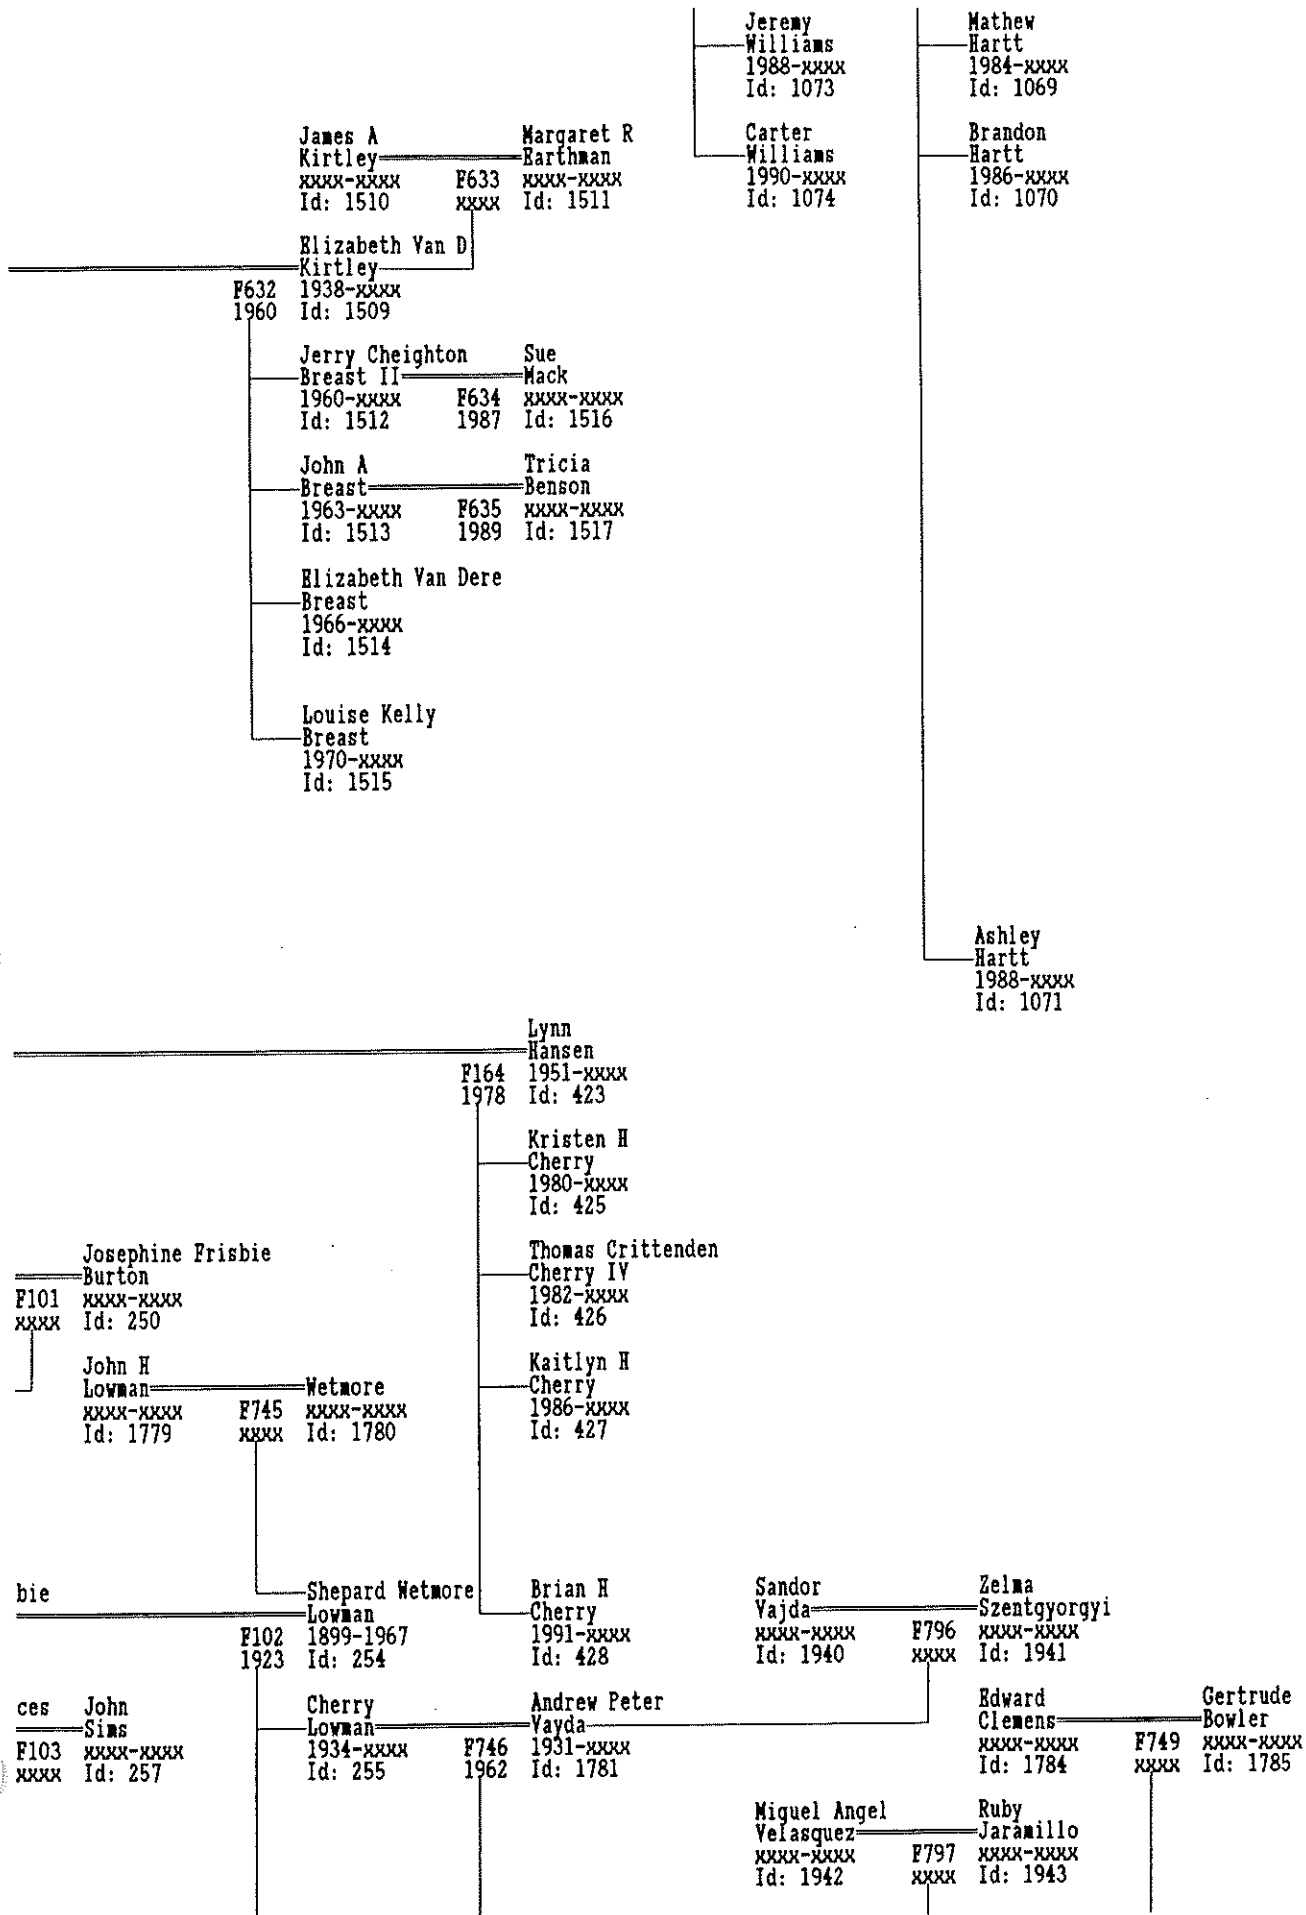 Jeremy
Williams
1988-xxxx
Id: 1073
Mathew
Hartt
1984-xxxx
Id: 1069
James A
Kirtley
xxxx-xxxx
Id: 1510
F633
xxxx
Margaret R
Earthman
xxxx-xxxx
Id: 1511
Carter
Williams
1990-xxxx
Id: 1074
Brandon
Hartt
1986-xxxx
Id: 1070
F632
1960
Elizabeth Van D
Kirtley
1938-xxxx
Id: 1509
Jerry Cheighton
Breast II
1960-xxxx
Id: 1512
F634
1987
Sue
Mack
xxxx-xxxx
Id: 1516
John A
Breast
1963-xxxx
Id: 1513
F635
1989
Tricia
Benson
xxxx-xxxx
Id: 1517
Elizabeth Van Dere
Breast
1966-xxxx
Id: 1514
Louise Kelly
Breast
1970-xxxx
Id: 1515
Ashley
Hartt
1988-xxxx
Id: 1071
F164
1978
Lynn
Hansen
1951-xxxx
Id: 423
Kristen H
Cherry
1980-xxxx
Id: 425
F101
xxxx
Josephine Frisbie
Burton
xxxx-xxxx
Id: 250
Thomas Crittenden
Cherry IV
1982-xxxx
Id: 426
John H
Lowman
xxxx-xxxx
Id: 1779
F745
xxxx
Wetmore
xxxx-xxxx
Id: 1780
Kaitlyn H
Cherry
1986-xxxx
Id: 427
bie
F102
1923
Shepard Wetmore
Lowman
1899-1967
Id: 254
Brian H
Cherry
1991-xxxx
Id: 428
Sandor
Vajda
xxxx-xxxx
Id: 1940
F796
xxxx
Zelma
Szentgyorgyi
xxxx-xxxx
Id: 1941
ces
F103
xxxx
John
Sims
xxxx-xxxx
Id: 257
Cherry
Lowman
1934-xxxx
Id: 255
F746
1962
Andrew Peter
Vayda
1931-xxxx
Id: 1781
Edward
Clemens
xxxx-xxxx
Id: 1784
F749
xxxx
Gertrude
Bowler
xxxx-xxxx
Id: 1785
Miguel Angel
Velasquez
xxxx-xxxx
Id: 1942
F797
xxxx
Ruby
Jaramillo
xxxx-xxxx
Id: 1943